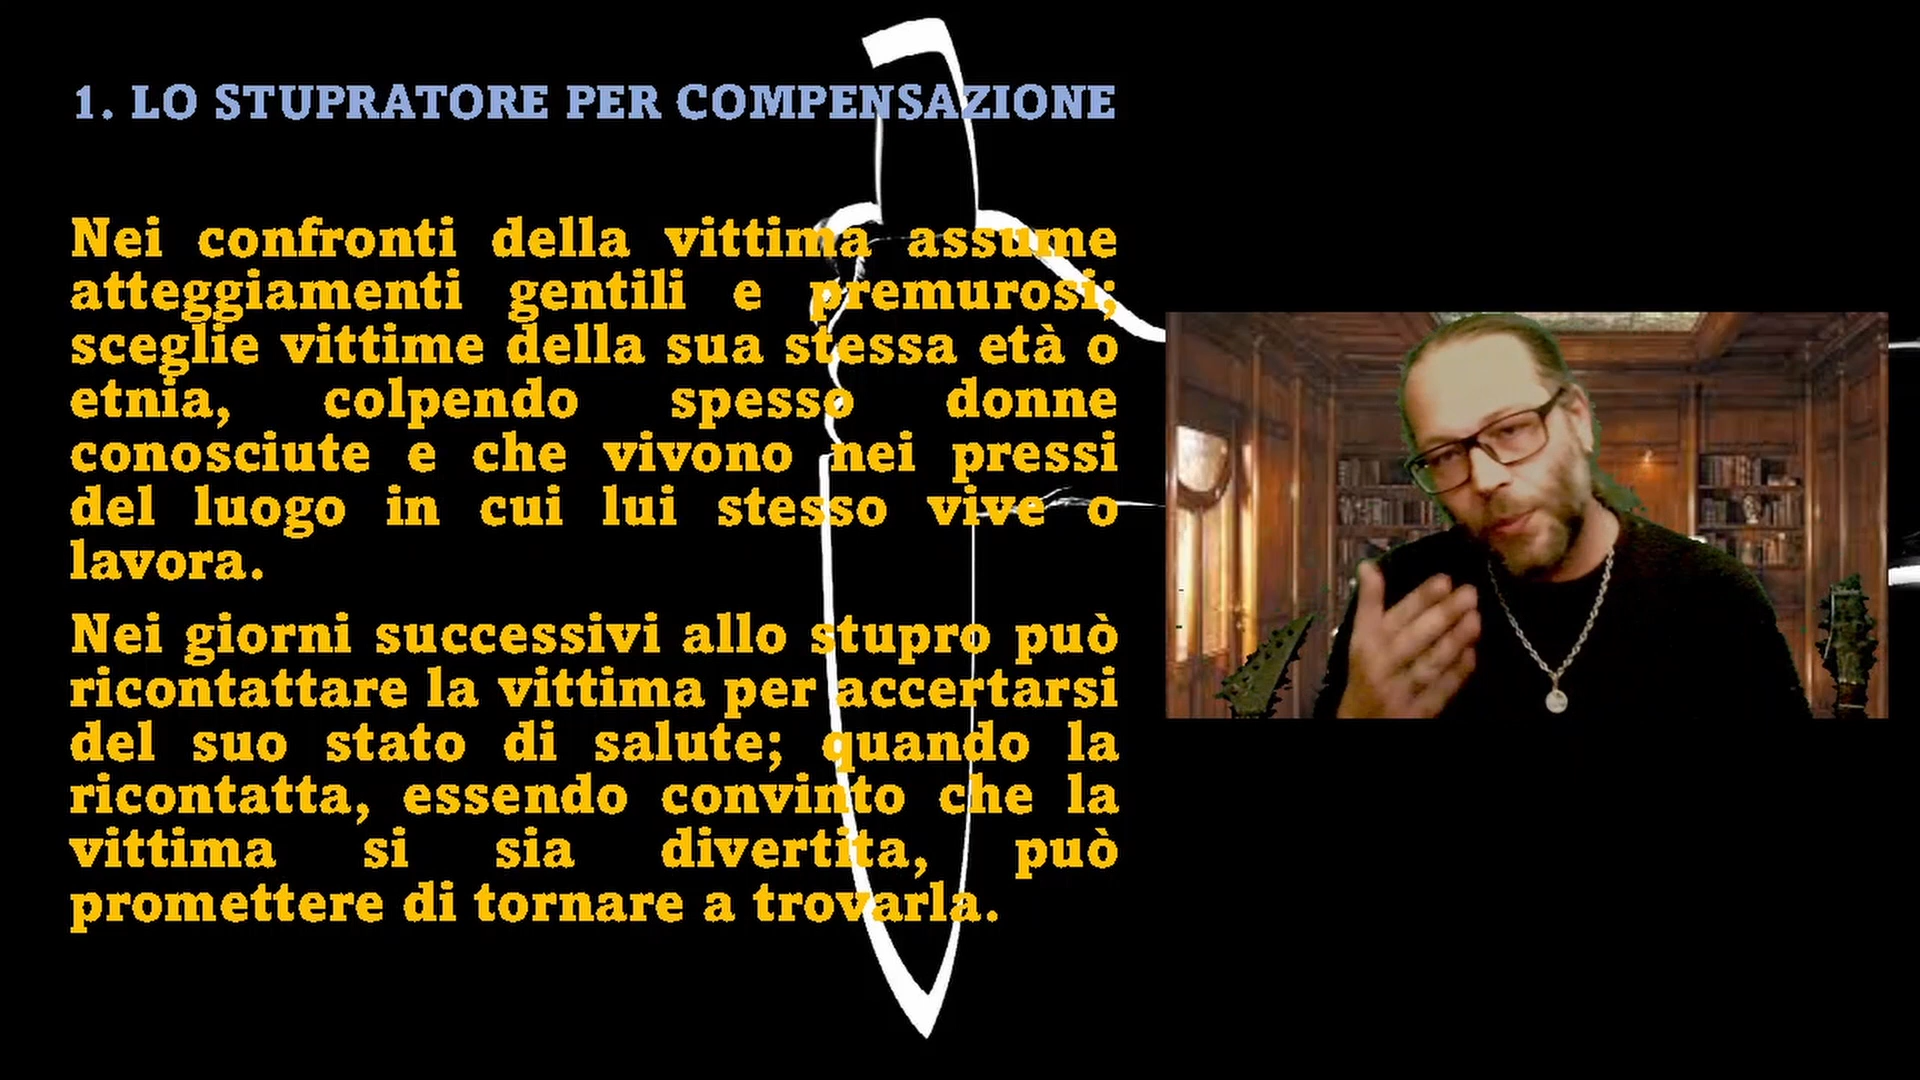 1. LO STUPRATORE PER COMPENSAZIONE
Nei confronti della vittima assume
atteggiamenti gentili e premurosi;
sceglie vittime della sua stessa età o
etnia, colpendo spesso donne
conosciute e che vivono nei pressi
del luogo in cui lui stesso vive o
lavora.
Nei giorni successivi allo stupro può
ricontattare la vittima per accertarsi
del suo stato di salute; quando la
ricontatta, essendo convinto che la
vittima si sia divertita, può
promettere di tornare a trovarla.